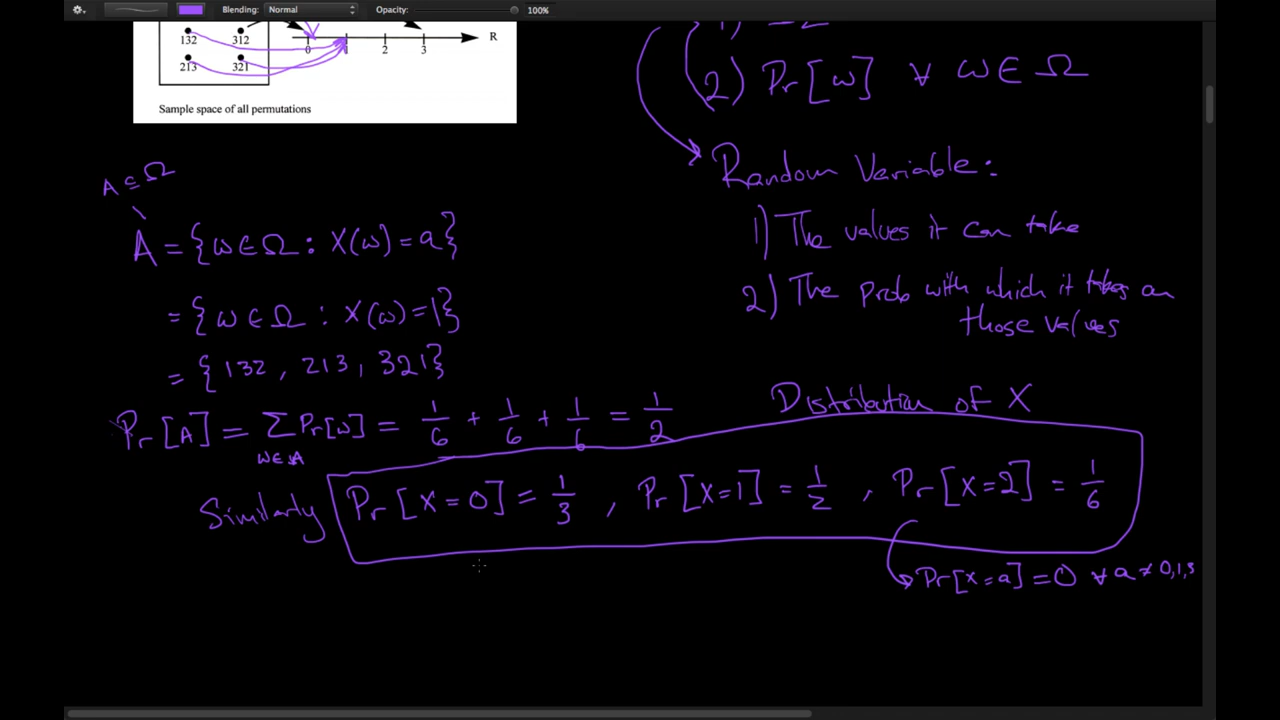 Blending: Normal Opacity: 100%
132 312
0 2 3 R
213 321
Sample space of all permutations
2) Pr[ω] ∀ ω ∈ Ω
Random Variable:
1) The values it can take
2) The prob with which it takes on
those values
A ⊆ Ω
A = {ω ∈ Ω : X(ω) = a}
= {ω ∈ Ω : X(ω) = 1}
= {132, 213, 321}
Pr[A] = Σ Pr[ω] = 1/6 + 1/6 + 1/6 = 1/2
ω ∈ A
Distribution of X
Similarly Pr[X=0] = 1/3, Pr[X=1] = 1/2, Pr[X=2] = 1/6
Pr[X=a] = 0 ∀ a ≠ 0,1,3